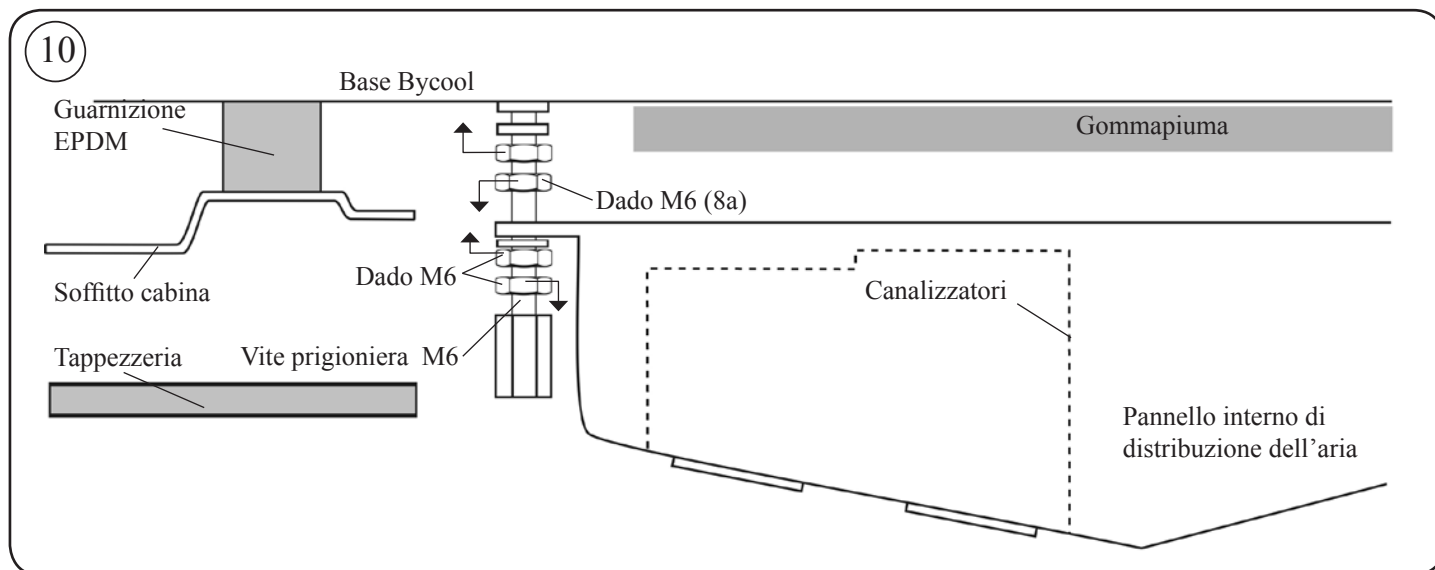 10
Base Bycool
Guarnizione
EPDM
Gommapiuma
Dado M6 (8a)
Dado M6
Soffitto cabina
Canalizzatori
Tappezzeria
Vite prigioniera M6
Pannello interno di
distribuzione dell’aria